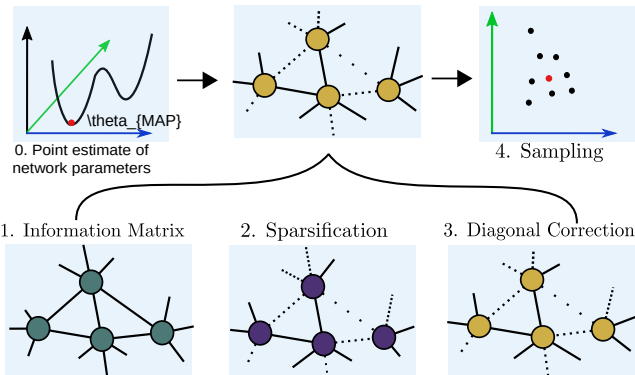 \theta_{MAP}
0. Point estimate of
network parameters
4. Sampling
1. Information Matrix
2. Sparsification
3. Diagonal Correction